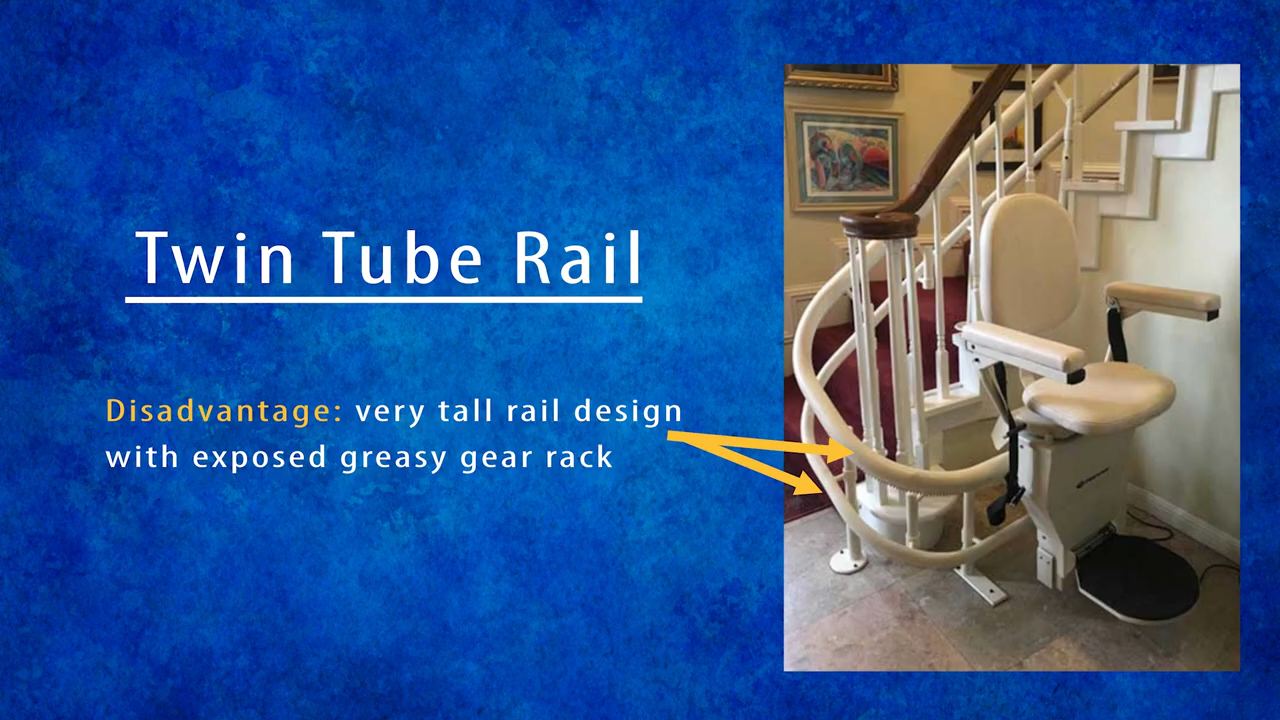 Twin Tube Rail
Disadvantage: very tall rail design
with exposed greasy gear rack